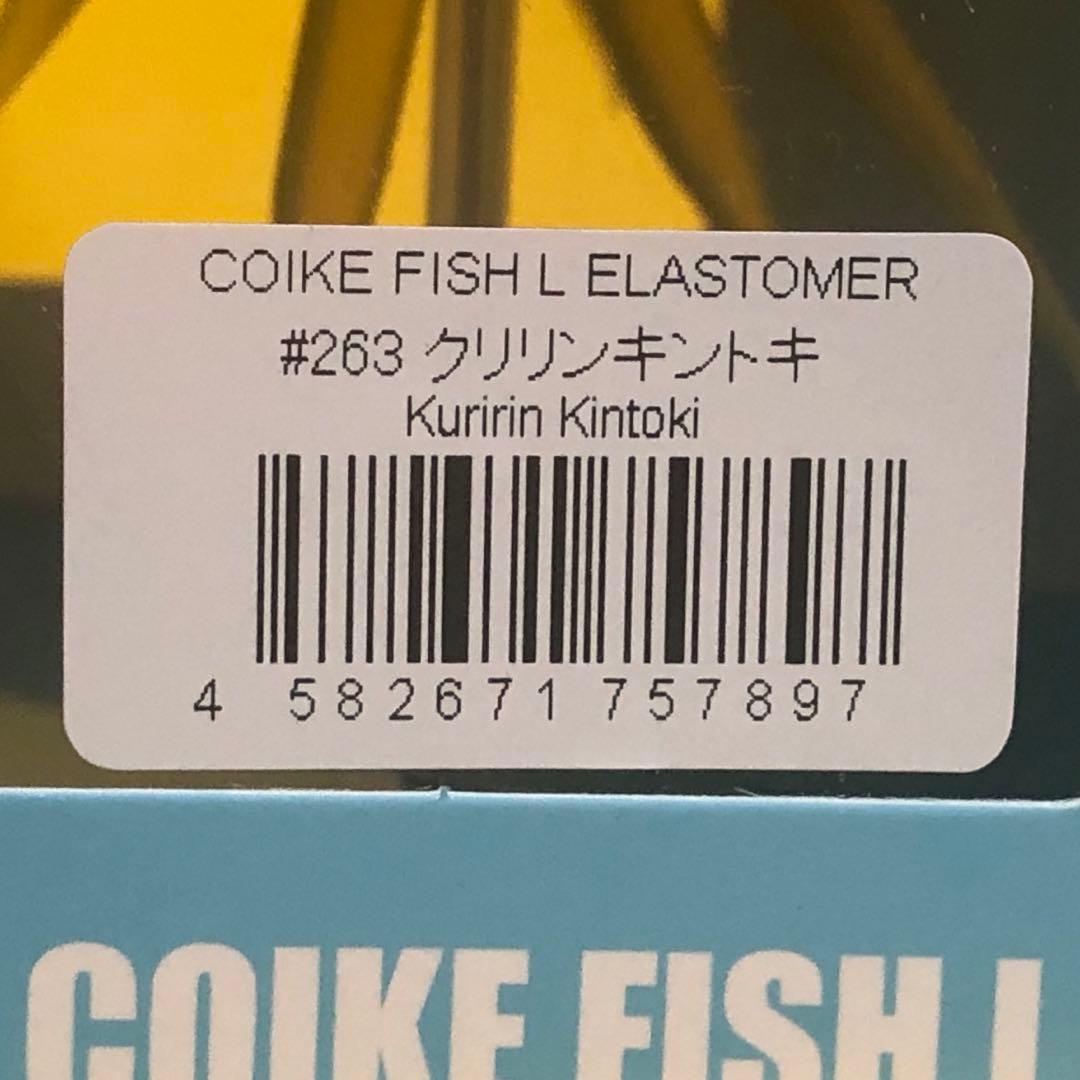 COIKE FISH L ELASTOMER
#263 クリリンキントキ
Kuririn Kintoki
4 582671 757897
COIKE FISH L